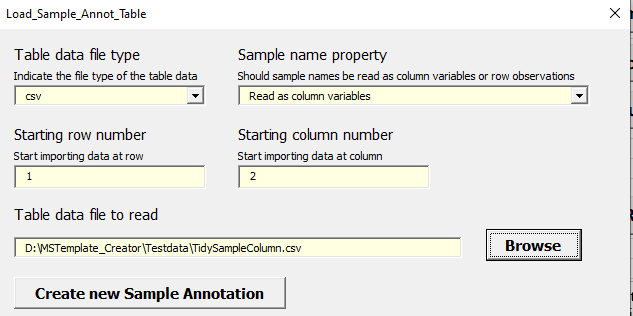 Load_Sample_Annot_Table
Table data file type
Indicate the file type of the table data
csv
Sample name property
Should sample names be read as column variables or row observations
Read as column variables
Starting row number
Start importing data at row
1
Starting column number
Start importing data at column
2
Table data file to read
D:\MSTemplate_Creator\Testdata\TidySampleColumn.csv
Browse
Create new Sample Annotation